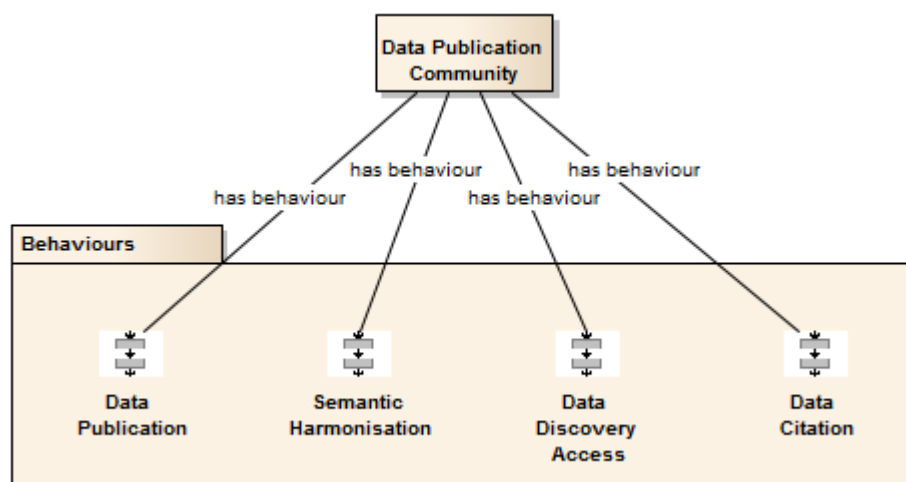 Data Publication
Community
has behaviour
has behaviour
has behaviour
has behaviour
Behaviours
Data
Publication
Semantic
Harmonisation
Data
Discovery
Access
Data
Citation